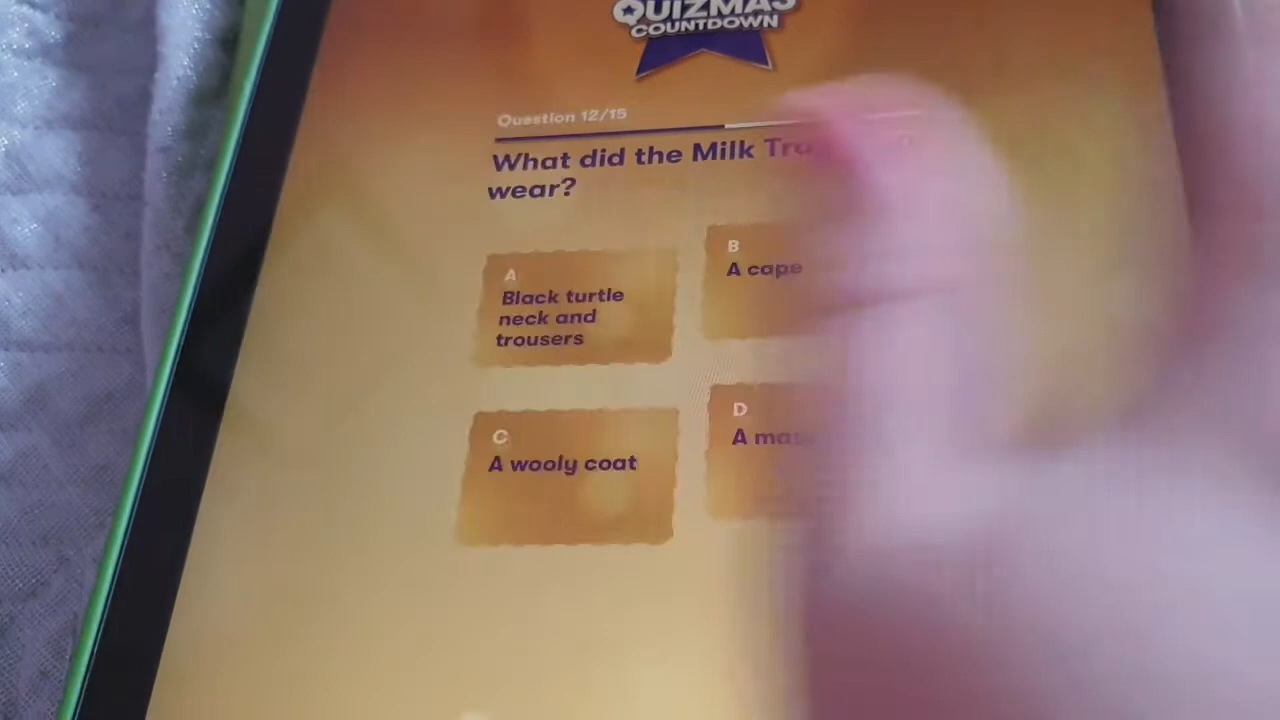 QUIZMAS
COUNTDOWN
Question 12/15
What did the Milk
wear?
A
Black turtle
neck and
trousers
B
A cape
C
A wooly coat
D
A